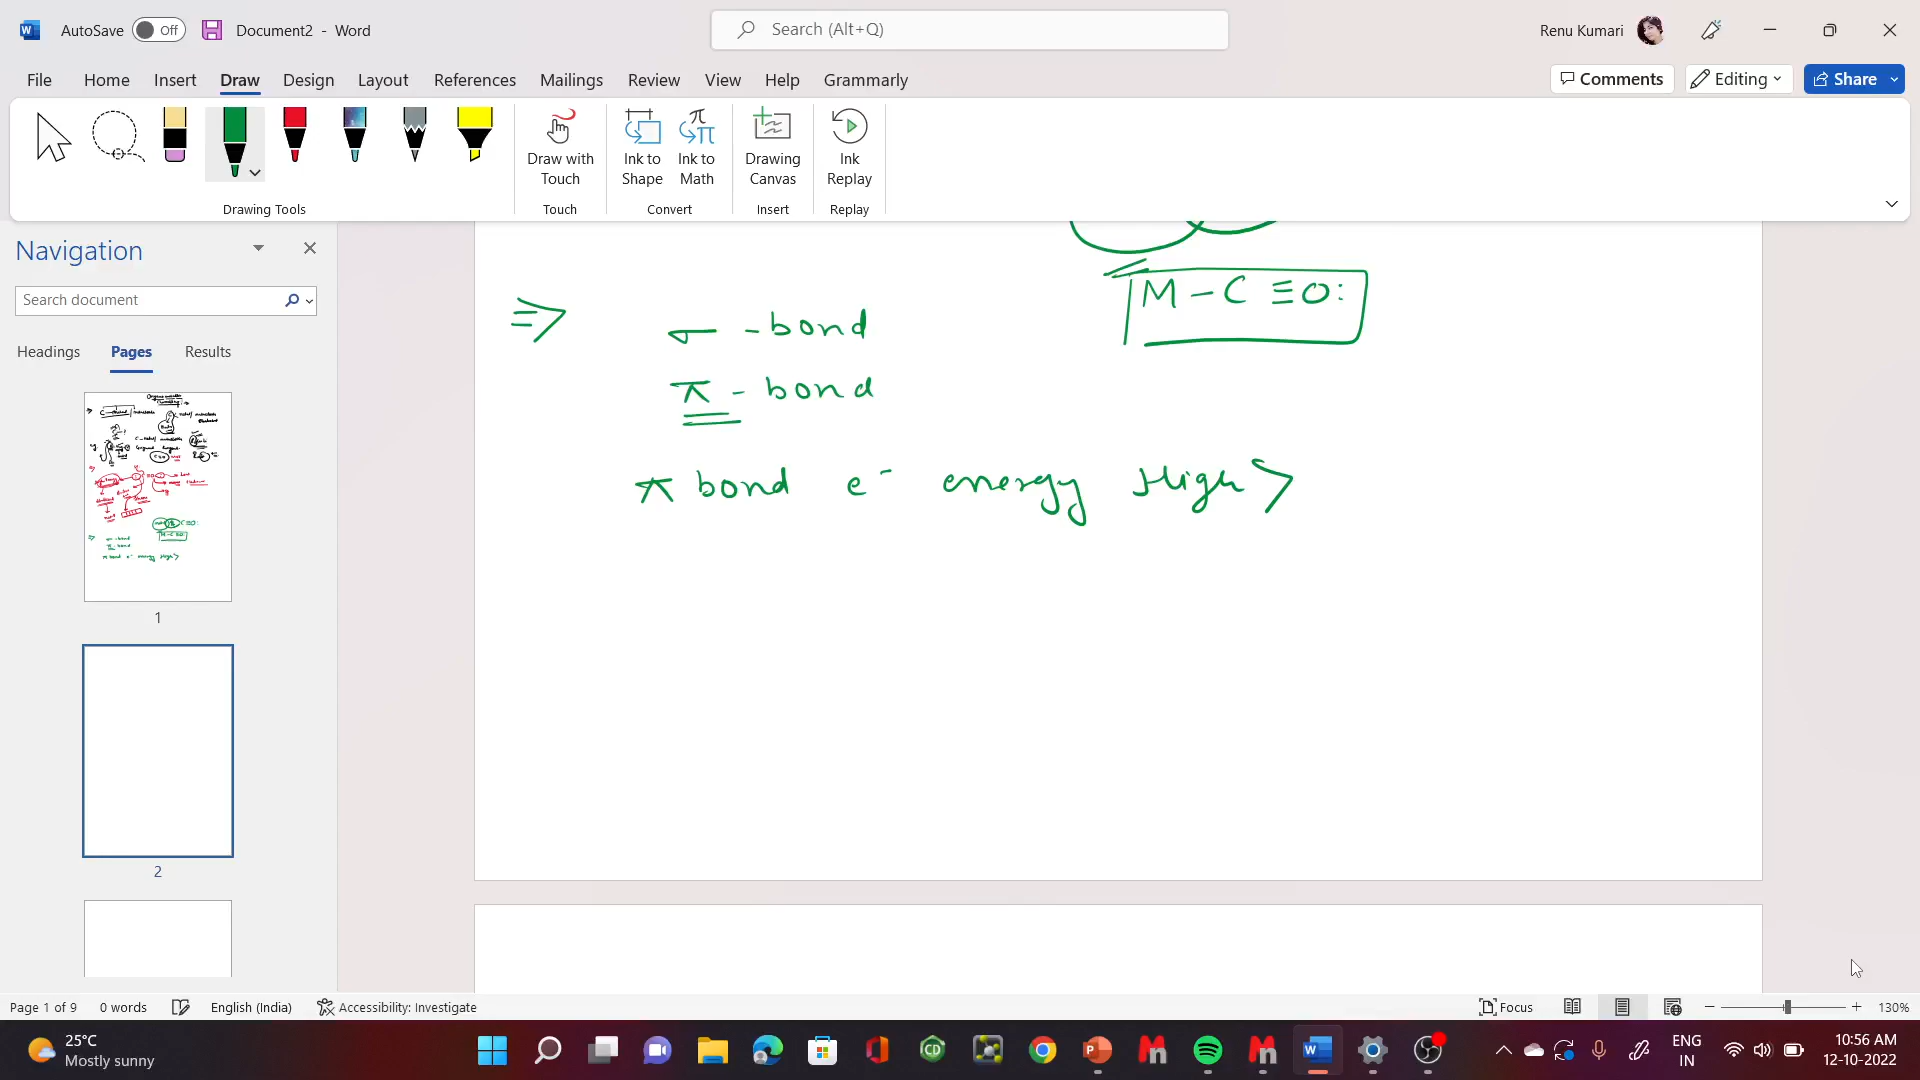 AutoSave Off Document2 - Word Search (Alt+Q) Renu Kumari
File Home Insert Draw Design Layout References Mailings Review View Help Grammarly Comments Editing Share
Draw with Touch
Ink to Shape
Ink to Math
Drawing Canvas
Ink Replay
Drawing Tools Touch Convert Insert Replay
Navigation
Search document
Headings Pages Results
1
2
M - C ≡ O:
⇒ σ - bond
π - bond
π bond e⁻ energy High >
Page 1 of 9 0 words English (India) Accessibility: Investigate Focus 130%
25°C
Mostly sunny
ENG
IN
10:56 AM
12-10-2022